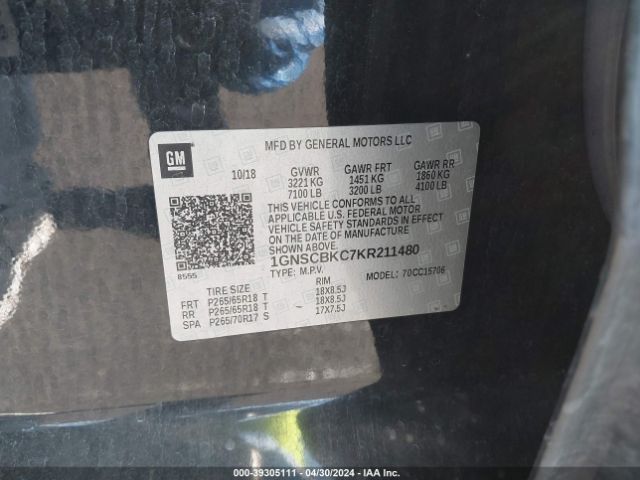 GM
MFD BY GENERAL MOTORS LLC
10/18 GVWR GAWR FRT GAWR RR
3221 KG 1451 KG 1860 KG
7100 LB 3200 LB 4100 LB
THIS VEHICLE CONFORMS TO ALL
APPLICABLE U.S. FEDERAL MOTOR
VEHICLE SAFETY STANDARDS IN EFFECT
ON THE DATE OF MANUFACTURE
8555
1GNSCBKC7KR211480
TYPE: M.P.V. MODEL: 70CC15706
TIRE SIZE RIM
FRT P265/65R18 T 18X8.5J
RR P265/65R18 T ~ 18X8.5J
SPA P265/70R17 S 17X7.5J
000-39305111 - 04/30/2024 - IAA Inc.